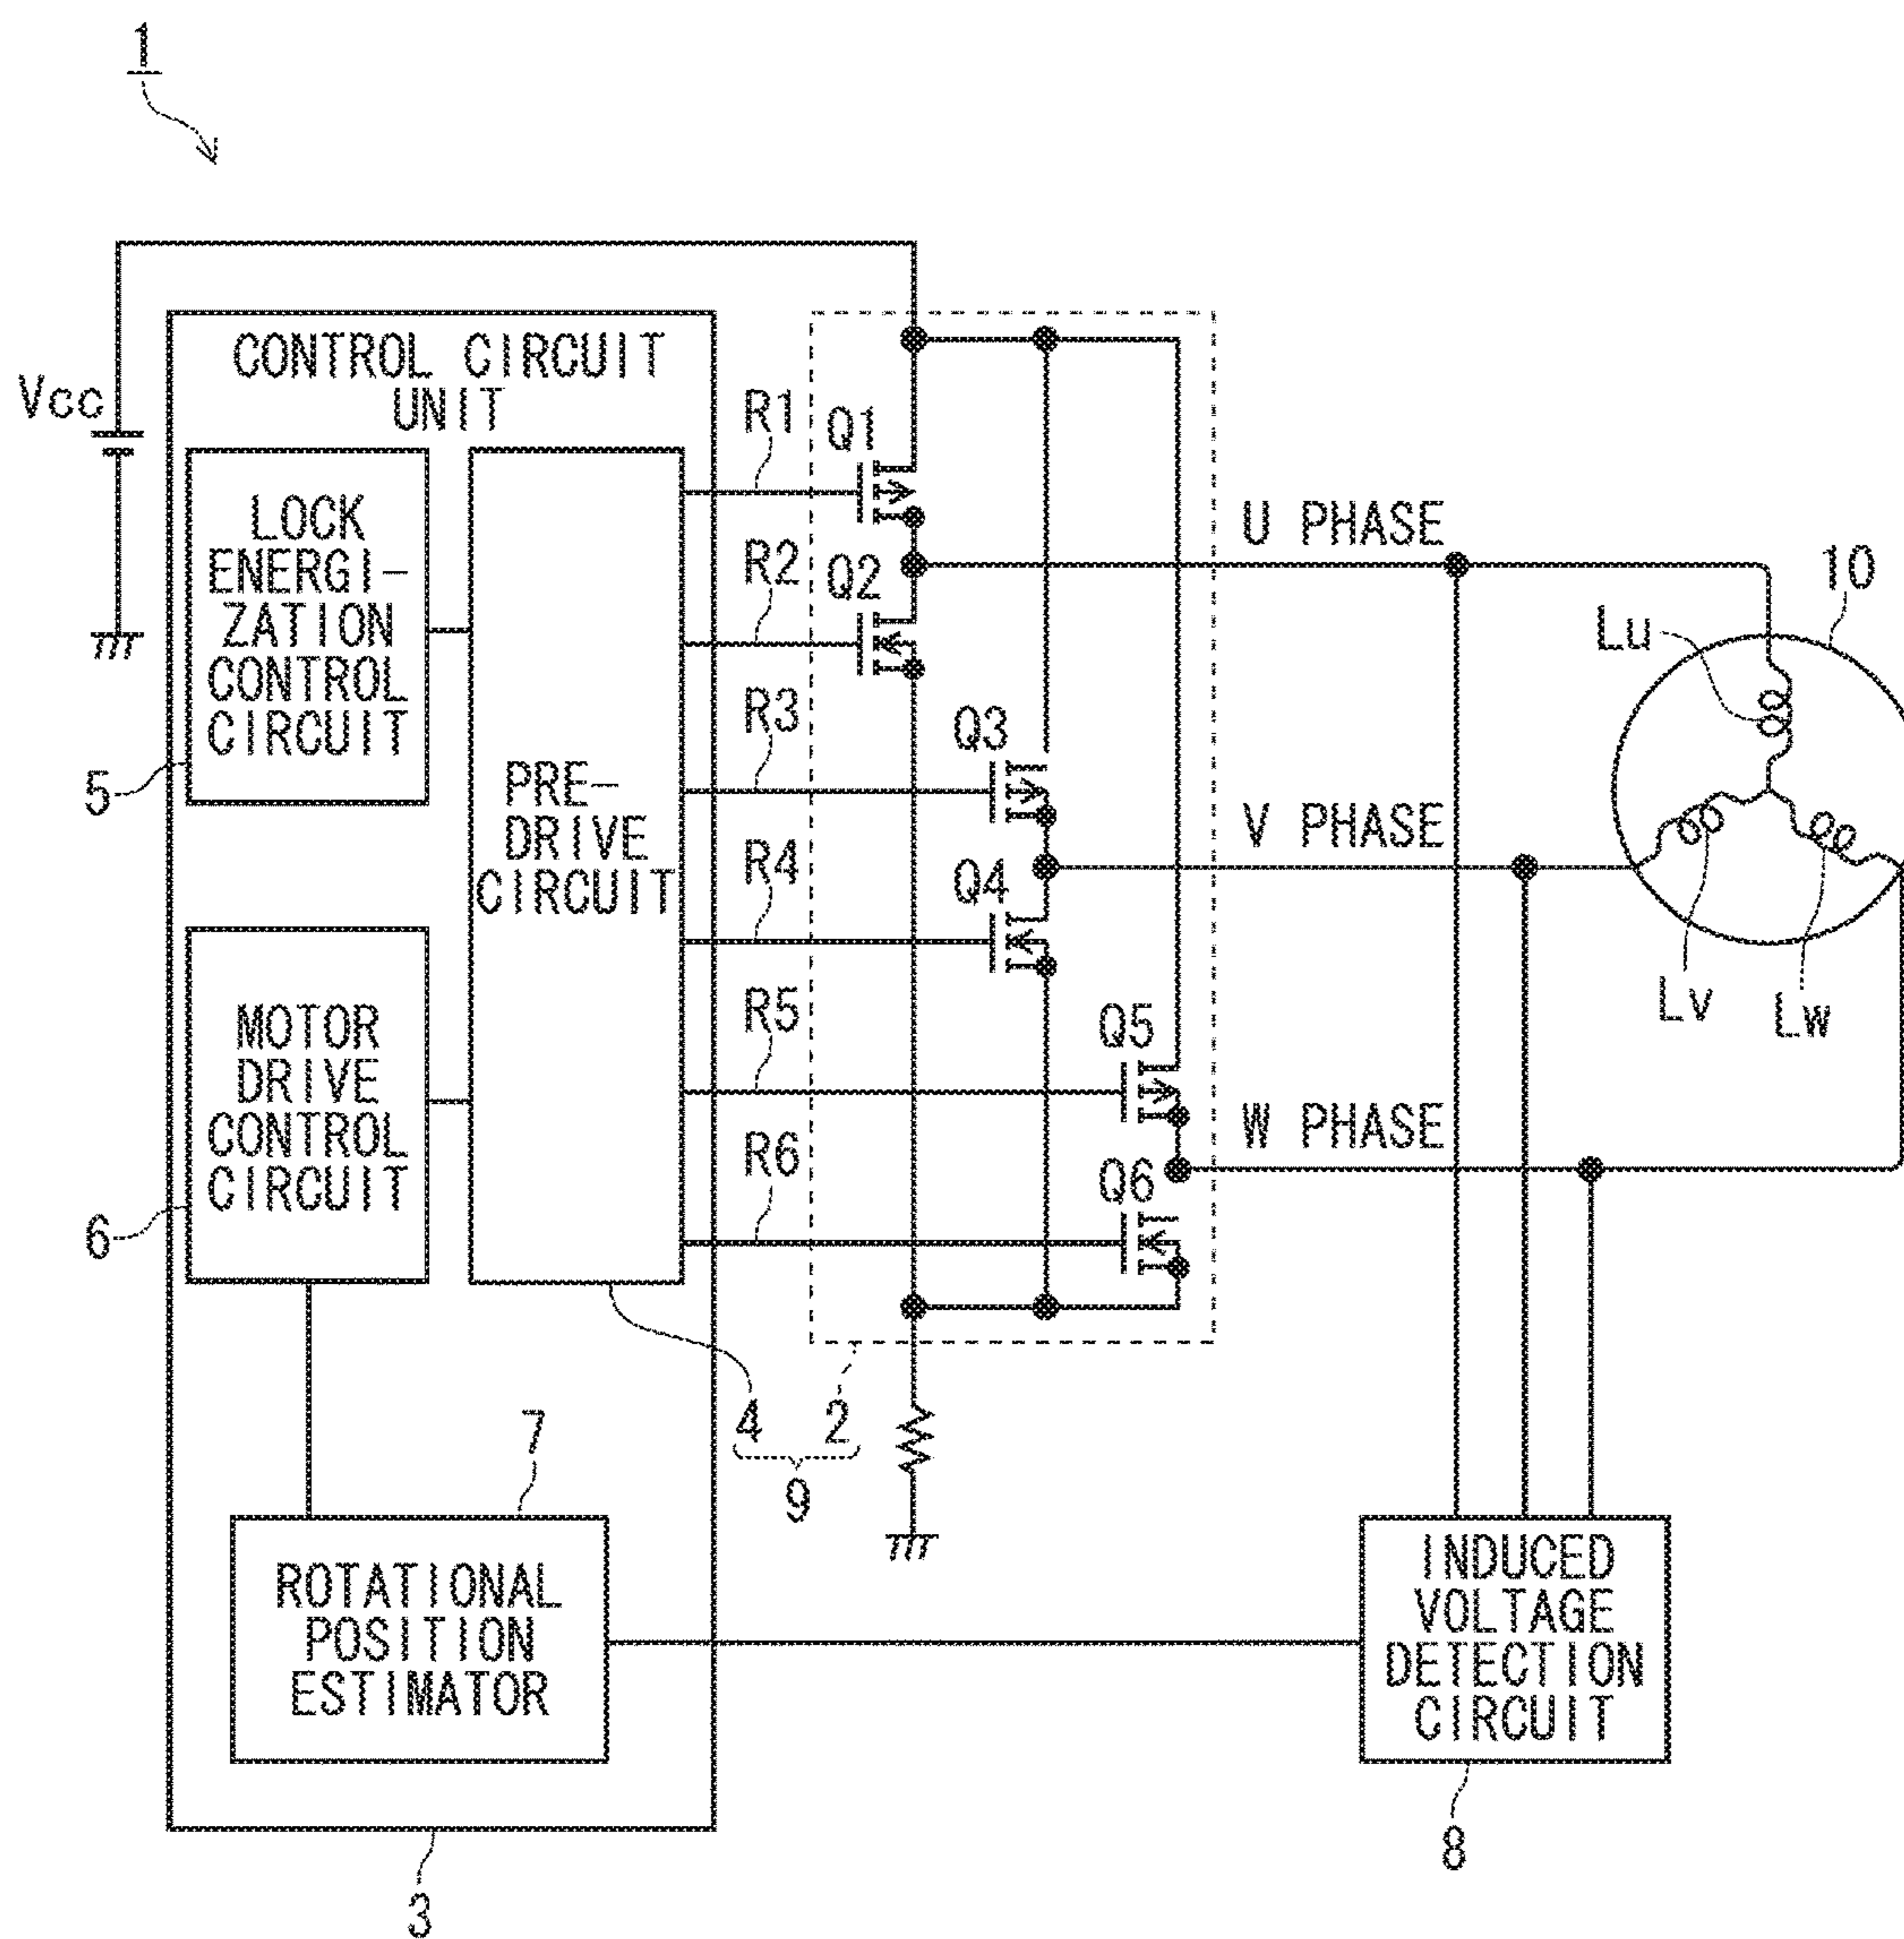 1
Vcc
CONTROL CIRCUIT
UNIT
LOCK
ENERGI-
ZATION
CONTROL
CIRCUIT
5
MOTOR
DRIVE
CONTROL
CIRCUIT
6
PRE-
DRIVE
CIRCUIT
R1
R2
R3
R4
R5
R6
Q1
Q2
Q3
Q4
Q5
Q6
U PHASE
V PHASE
W PHASE
10
Lu
Lv
Lw
4
2
9
7
ROTATIONAL
POSITION
ESTIMATOR
INDUCED
VOLTAGE
DETECTION
CIRCUIT
8
3